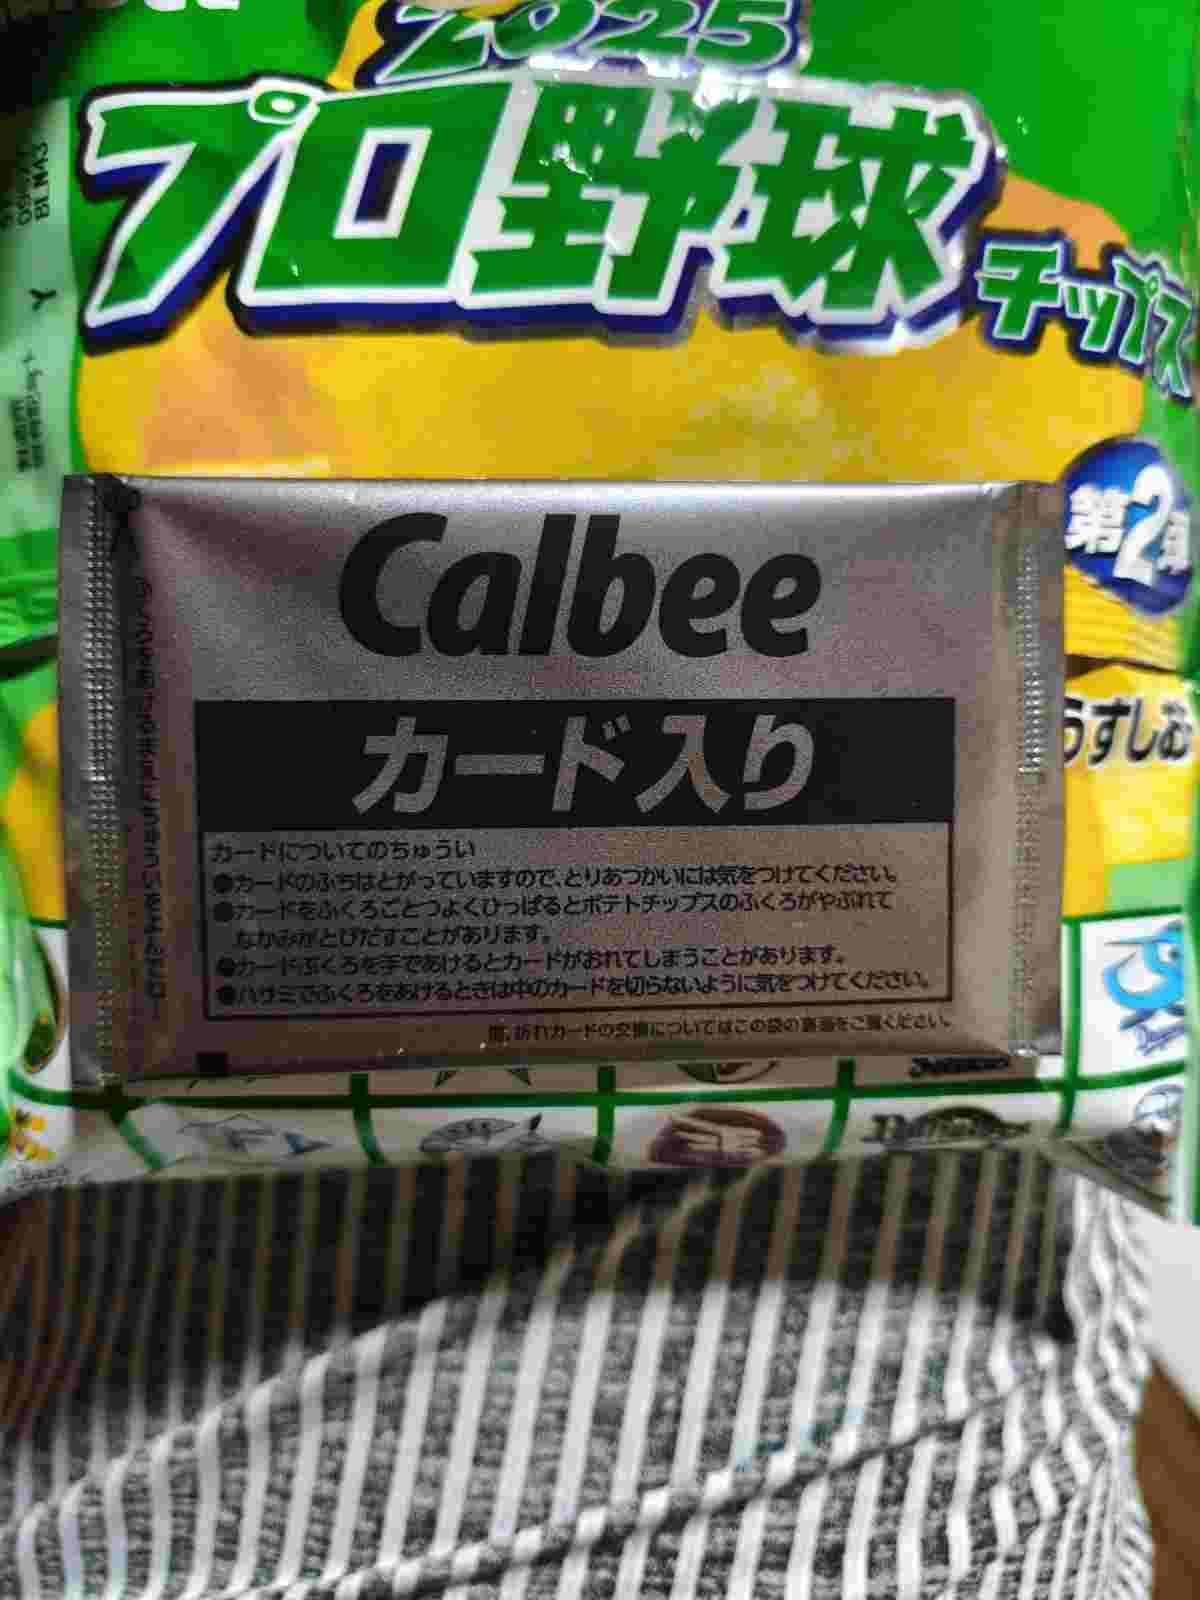 2025
プロ野球
チップス
第2弾
Calbee
うすしお
カード入り
カードについてのちゅうい
●カードのふちはとがっていますので、とりあつかいには気をつけてください。
●カードをふくろごとつよくひっぱるとポテトチップスのふくろがやぶれて
なかみがとびだすことがあります。
●カードぶくろを手であけるとカードがおれてしまうことがあります。
●ハサミでふくろをあけるときは中のカードを切らないように気をつけてください。
尚、折れカードの交換についてはこの袋の裏面をご覧ください。